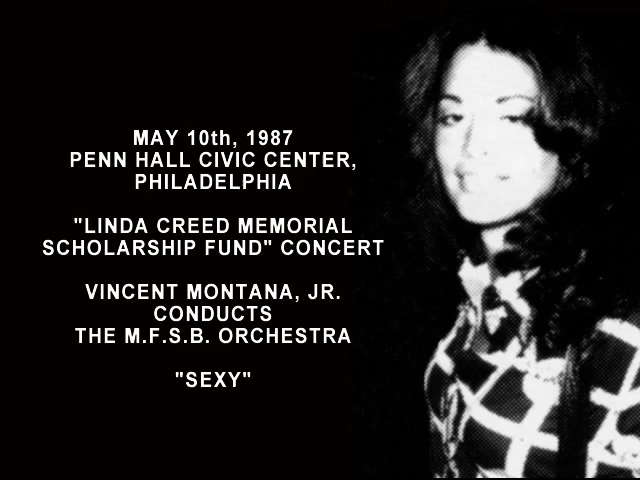 MAY 10th, 1987
PENN HALL CIVIC CENTER,
PHILADELPHIA
"LINDA CREED MEMORIAL
SCHOLARSHIP FUND" CONCERT
VINCENT MONTANA, JR.
CONDUCTS
THE M.F.S.B. ORCHESTRA
"SEXY"